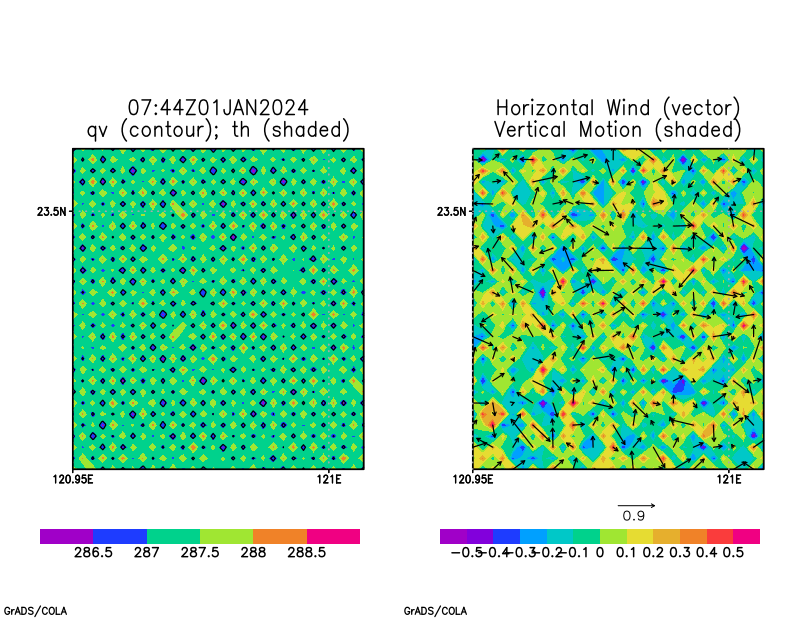 07:44Z01JAN2024
qv (contour); th (shaded)
23.5N
120.95E
121E
286.5 287 287.5 288 288.5
GrADS/COLA
Horizontal Wind (vector)
Vertical Motion (shaded)
23.5N
120.95E
121E
0.9
-0.5 -0.4 -0.3 -0.2 -0.1 0 0.1 0.2 0.3 0.4 0.5
GrADS/COLA